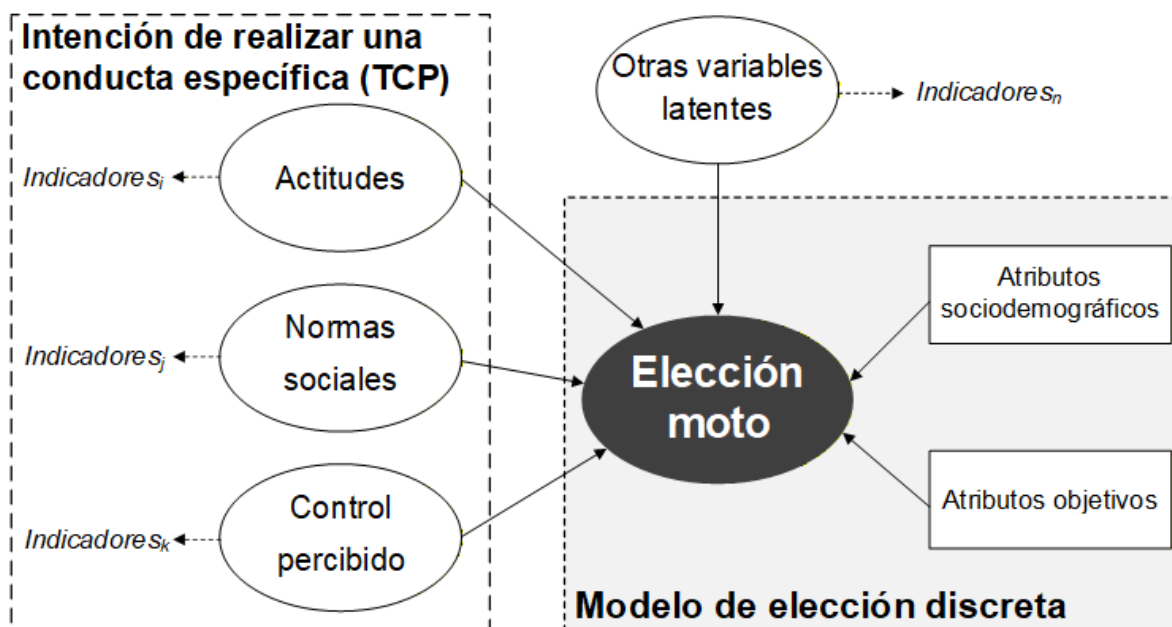 Intención de realizar una
conducta específica (TCP)
Otras variables
latentes
Indicadoresₙ
Indicadoresᵢ
Actitudes
Atributos
sociodemográficos
Normas
sociales
Indicadoresⱼ
Elección
moto
Control
percibido
Indicadoresₖ
Atributos objetivos
Modelo de elección discreta